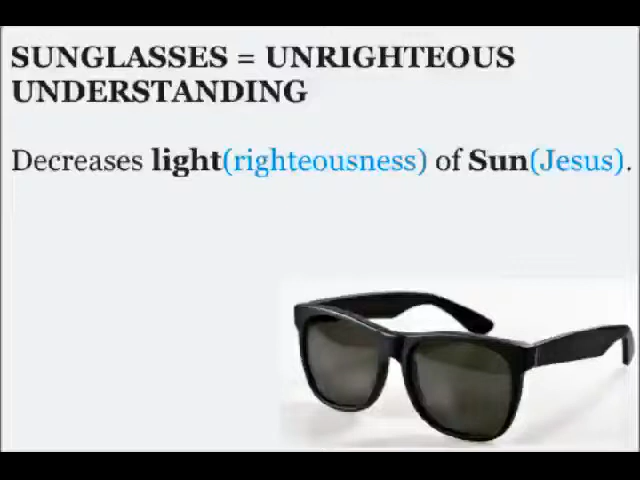 SUNGLASSES = UNRIGHTEOUS
UNDERSTANDING
Decreases light(righteousness) of Sun(Jesus).